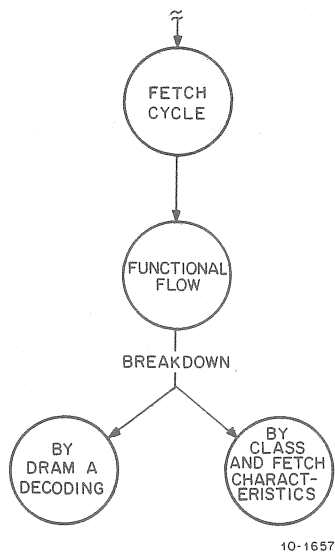 FETCH
CYCLE
FUNCTIONAL
FLOW
BREAKDOWN
BY
DRAM A
DECODING
BY
CLASS
AND FETCH
CHARACT-
ERISTICS
10-1657